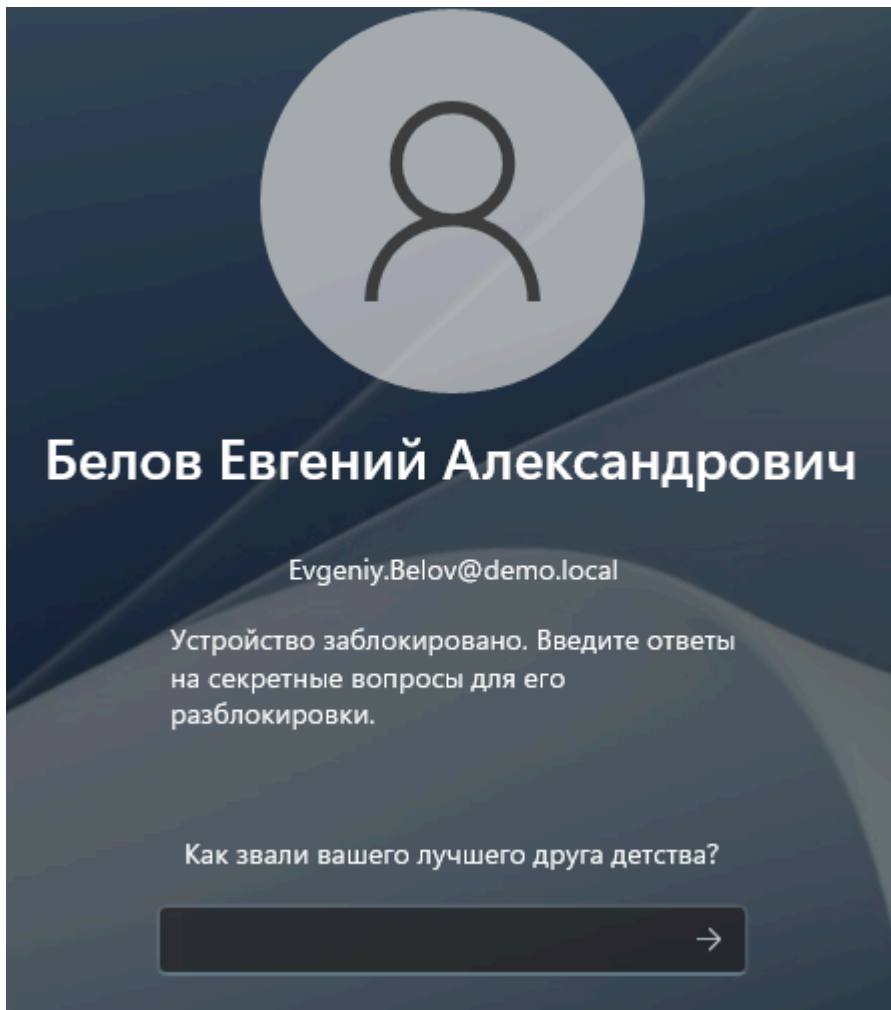 Белов Евгений Александрович
Evgeniy.Belov@demo.local
Устройство заблокировано. Введите ответы
на секретные вопросы для его
разблокировки.
Как звали вашего лучшего друга детства?